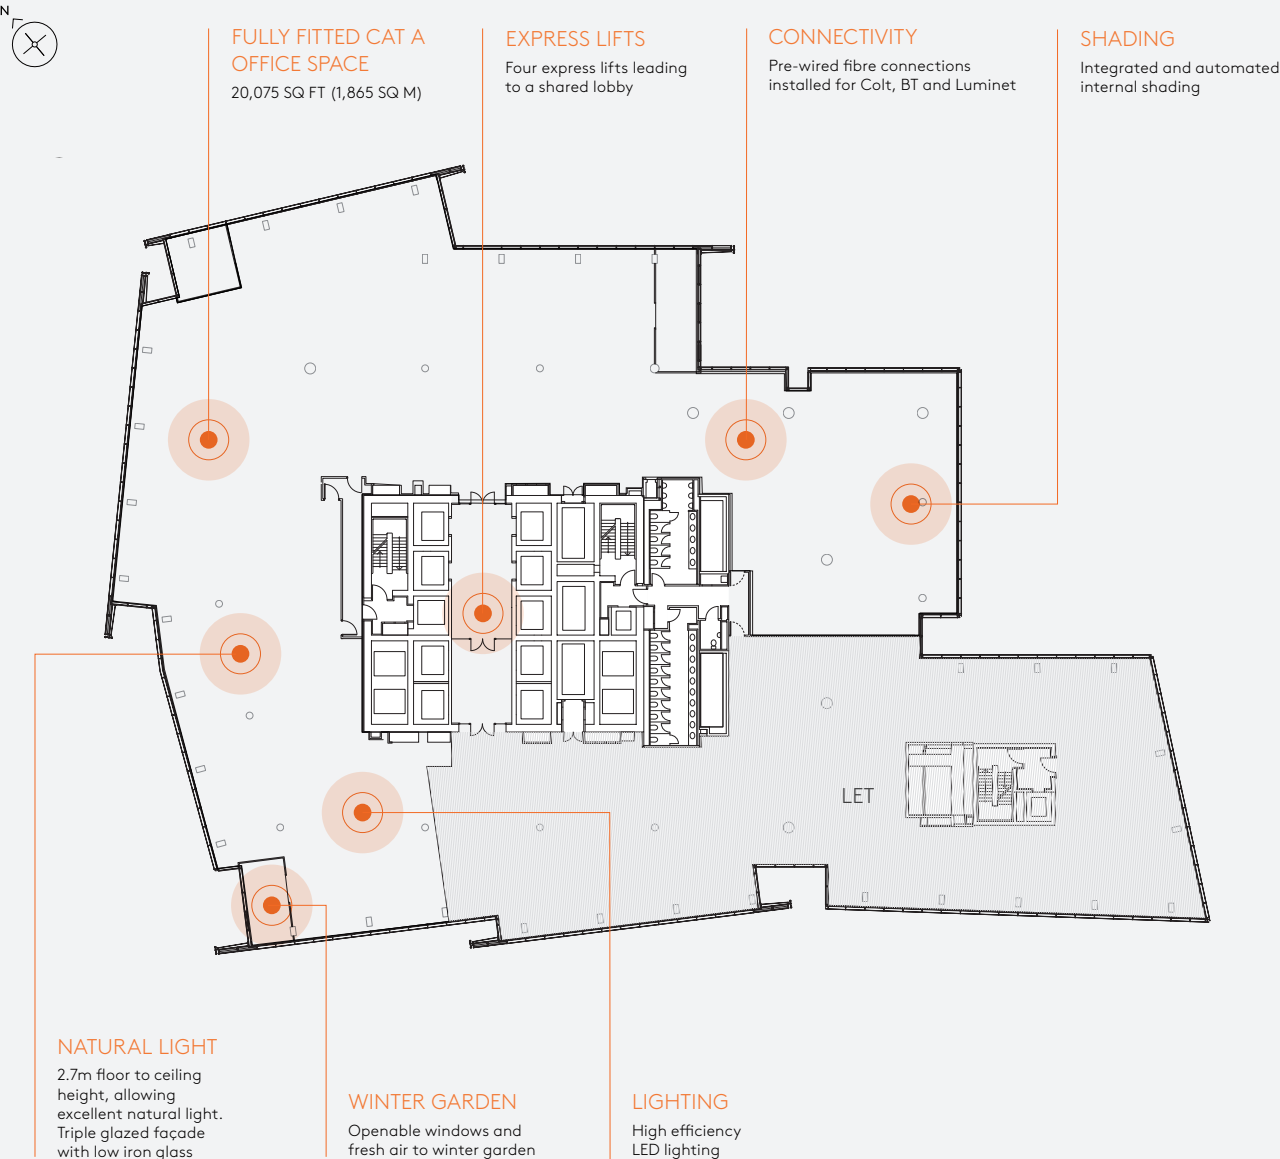 N
FULLY FITTED CAT A
OFFICE SPACE
20,075 SQ FT (1,865 SQ M)
EXPRESS LIFTS
Four express lifts leading
to a shared lobby
CONNECTIVITY
Pre-wired fibre connections
installed for Colt, BT and Luminet
SHADING
Integrated and automated
internal shading
LET
NATURAL LIGHT
2.7m floor to ceiling
height, allowing
excellent natural light.
Triple glazed façade
with low iron glass
WINTER GARDEN
Openable windows and
fresh air to winter garden
LIGHTING
High efficiency
LED lighting